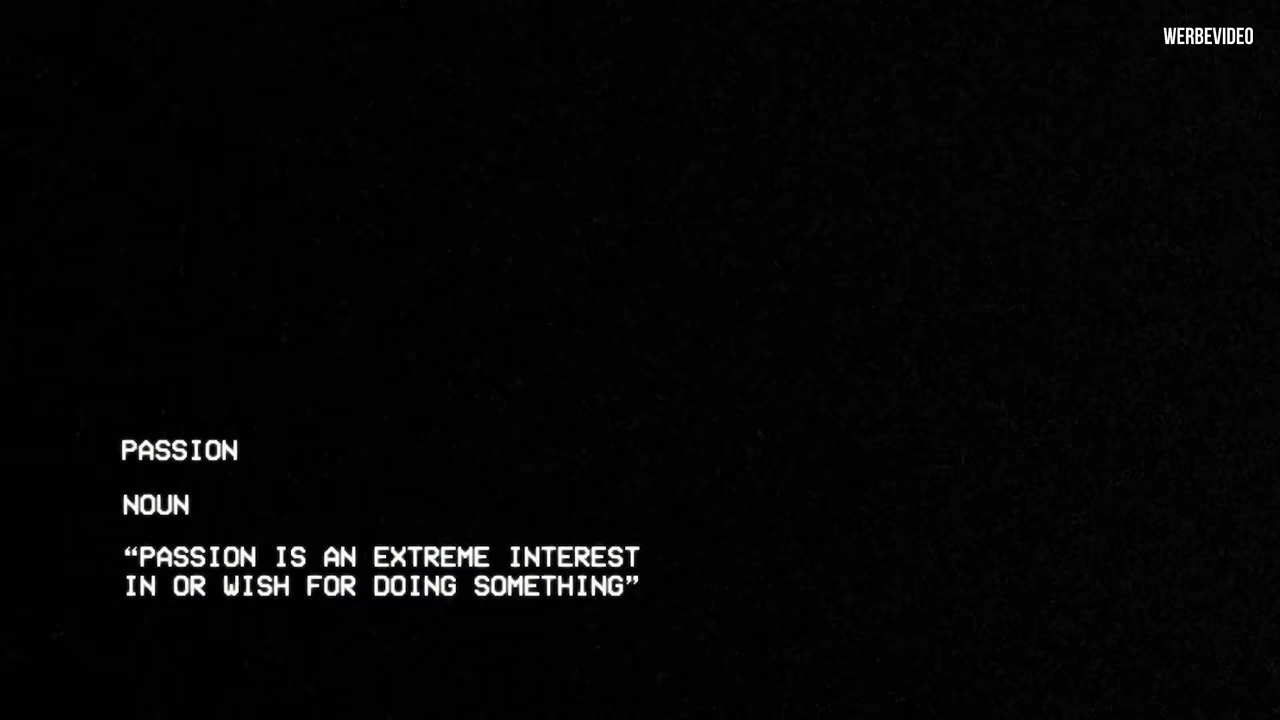 WERBEVIDEO
PASSION
NOUN
“PASSION IS AN EXTREME INTEREST
IN OR WISH FOR DOING SOMETHING”